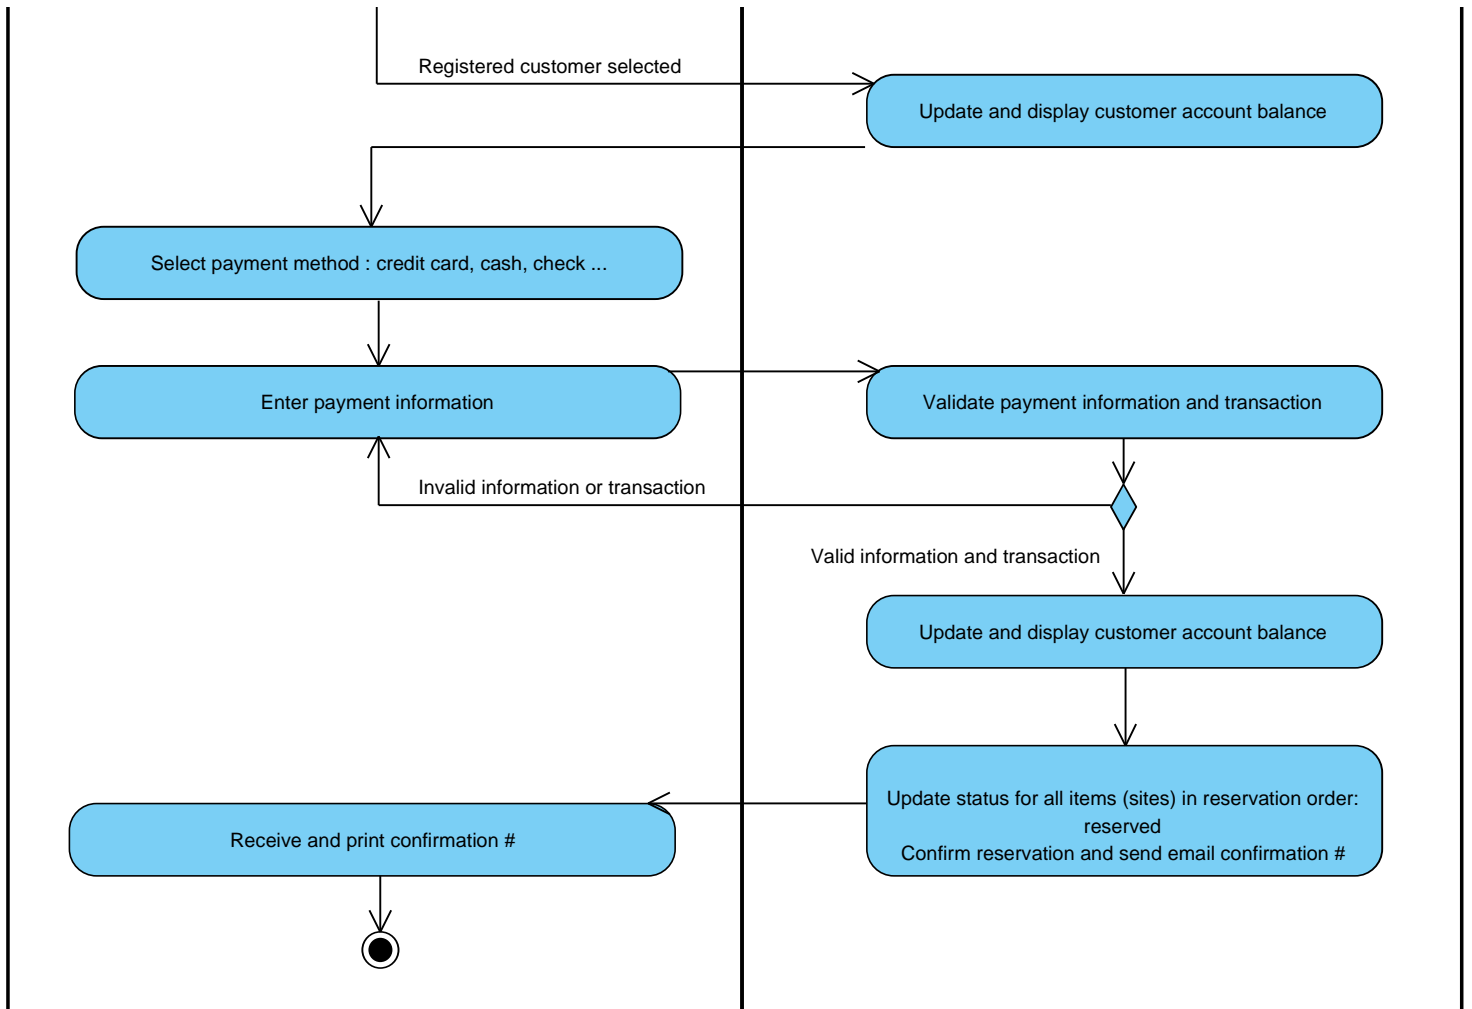 Registered customer selected
Update and display customer account balance
Select payment method : credit card, cash, check ...
Enter payment information
Validate payment information and transaction
Invalid information or transaction
Valid information and transaction
Update and display customer account balance
Update status for all items (sites) in reservation order:
reserved
Confirm reservation and send email confirmation #
Receive and print confirmation #